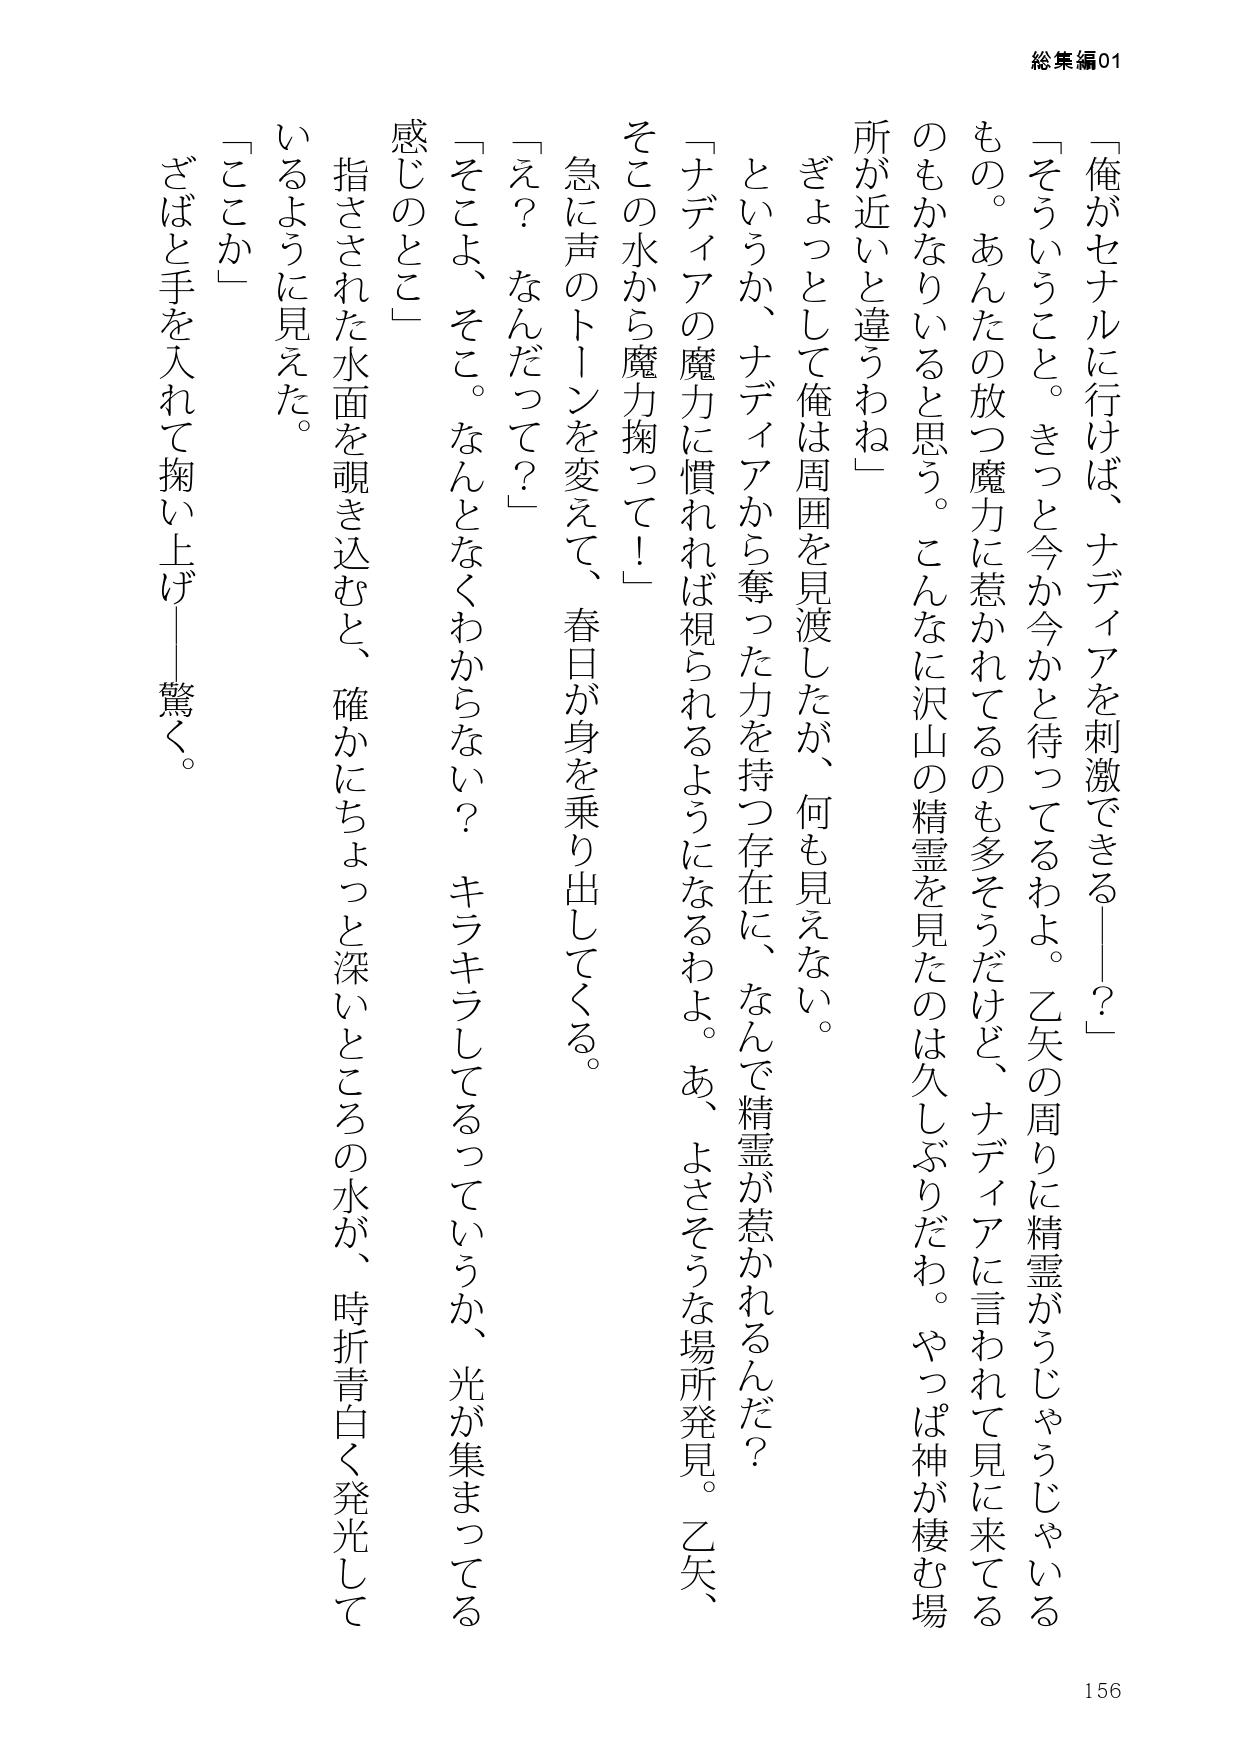 総集編01
「俺がセナルに行けば、ナディアを刺激できる――？」
「そういうこと。きっと今か今かと待ってるわよ。乙矢の周りに精霊がうじゃうじゃいる
もの。あんたの放つ魔力に惹かれてるのも多そうだけど、ナディアに言われて見に来てる
のもかなりいると思う。こんなに沢山の精霊を見たのは久しぶりだわ。やっぱ神が棲む場
所が近いと違うわね」
　ぎょっとして俺は周囲を見渡したが、何も見えない。
　というか、ナディアから奪った力を持つ存在に、なんで精霊が惹かれるんだ？
「ナディアの魔力に慣れれば視られるようになるわよ。あ、よさそうな場所発見。乙矢、
そこの水から魔力掬って！」
　急に声のトーンを変えて、春日が身を乗り出してくる。
「え？　なんだって？」
「そこよ、そこ。なんとなくわからない？　キラキラしてるっていうか、光が集まってる
感じのとこ」
　指さされた水面を覗き込むと、確かにちょっと深いところの水が、時折青白く発光して
いるように見えた。
「ここか」
　ざばと手を入れて掬い上げ――驚く。
156